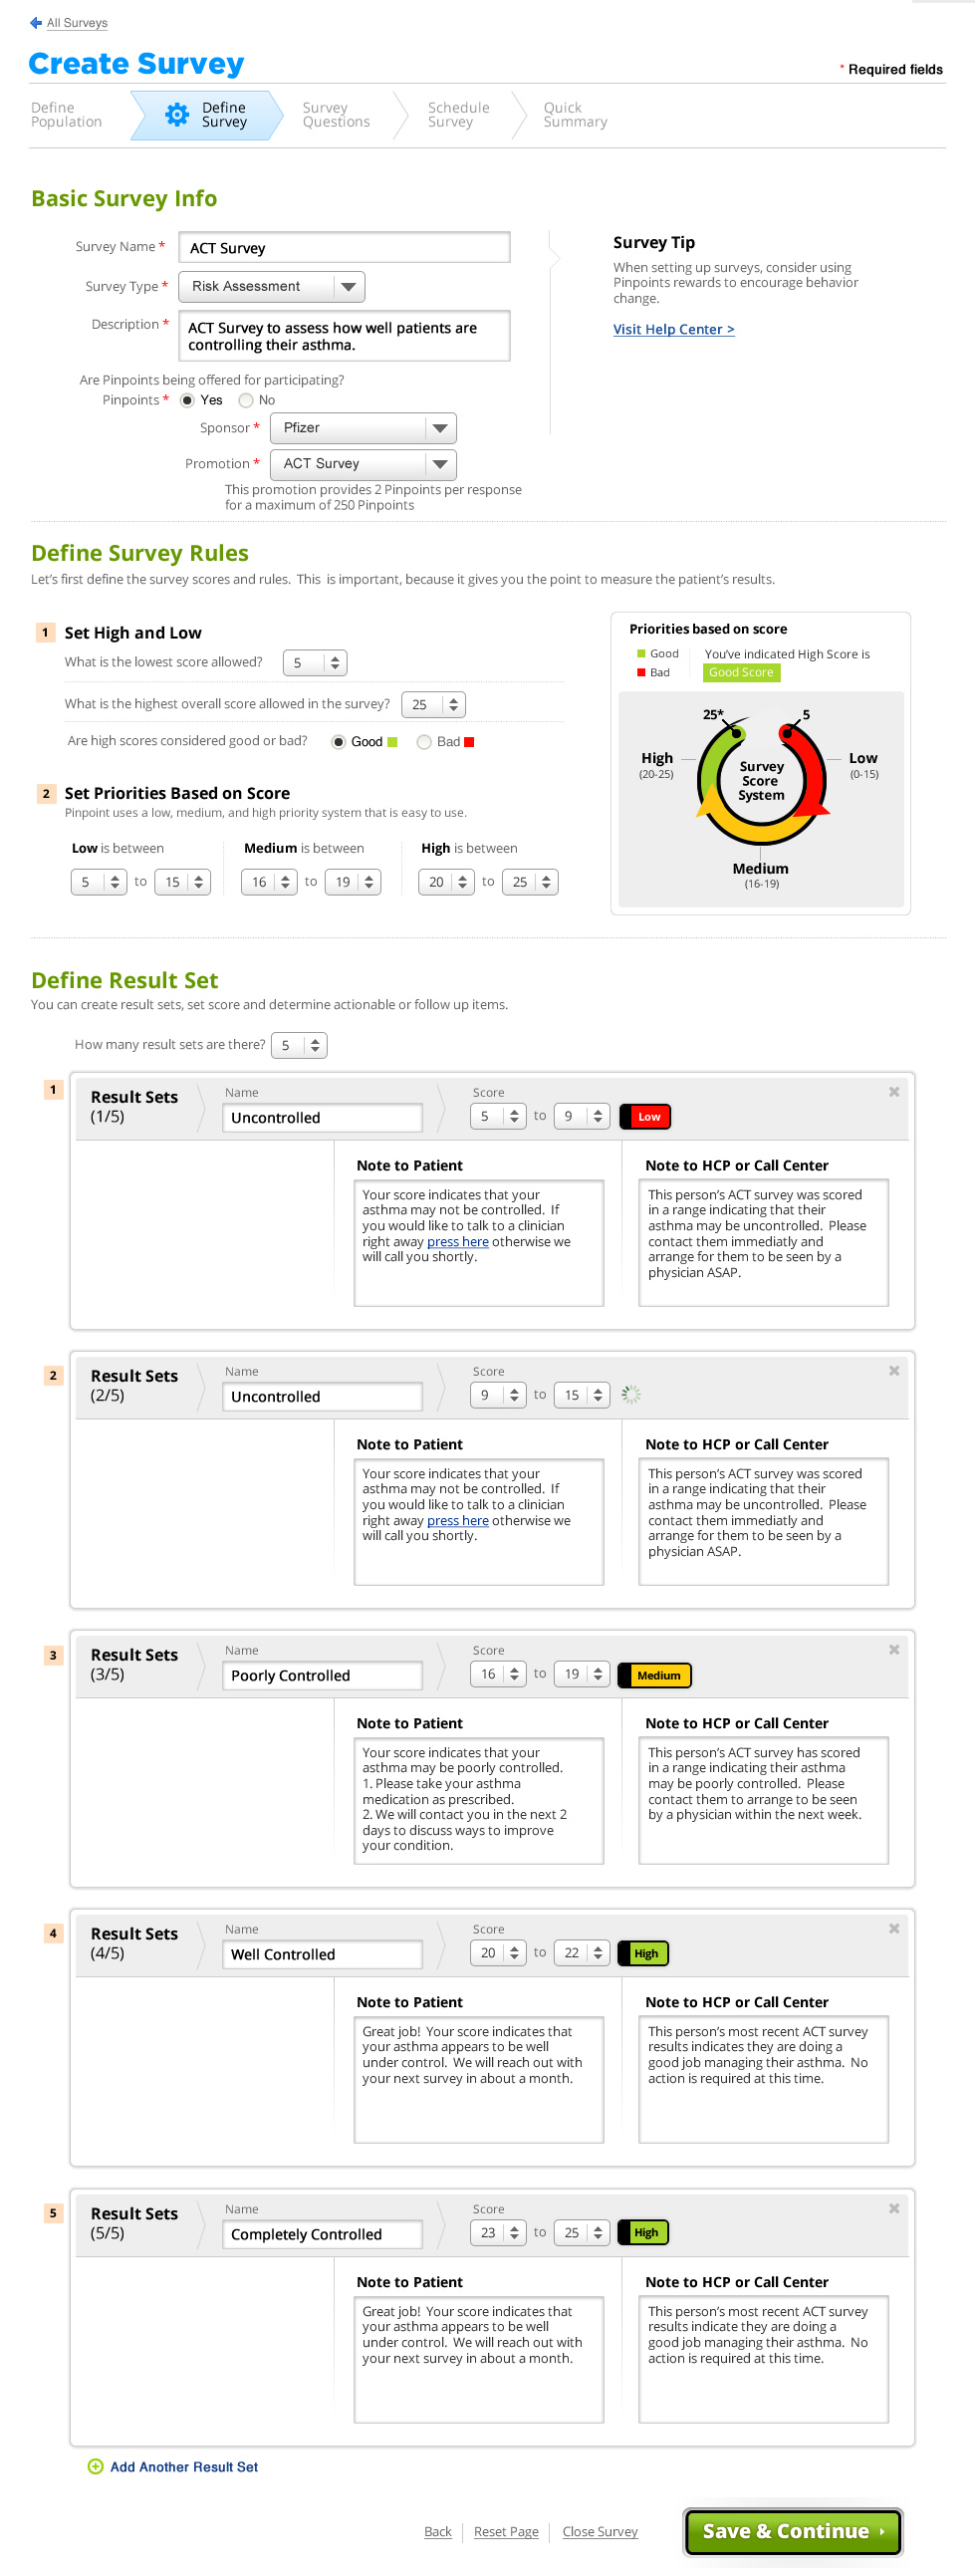 All Surveys
Create Survey
* Required fields
Define
Population
Define
Survey
Survey
Questions
Schedule
Survey
Quick
Summary
Basic Survey Info
Survey Name *
ACT Survey
Survey Type *
Risk Assessment
Description *
ACT Survey to assess how well patients are
controlling their asthma.
Are Pinpoints being offered for participating?
Pinpoints * Yes No
Sponsor * Pfizer
Promotion * ACT Survey
This promotion provides 2 Pinpoints per response
for a maximum of 250 Pinpoints
Survey Tip
When setting up surveys, consider using
Pinpoints rewards to encourage behavior
change.
Visit Help Center >
Define Survey Rules
Let's first define the survey scores and rules. This is important, because it gives you the point to measure the patient's results.
1 Set High and Low
What is the lowest score allowed? 5
What is the highest overall score allowed in the survey? 25
Are high scores considered good or bad? Good Bad
2 Set Priorities Based on Score
Pinpoint uses a low, medium, and high priority system that is easy to use.
Low is between
5 to 15
Medium is between
16 to 19
High is between
20 to 25
Priorities based on score
Good
Bad
You've indicated High Score is
Good Score
25* 5
High
(20-25)
Survey
Score
System
Low
(0-15)
Medium
(16-19)
Define Result Set
You can create result sets, set score and determine actionable or follow up items.
How many result sets are there? 5
1
Result Sets
(1/5)
Name
Uncontrolled
Score
5 to 9 Low
Note to Patient
Your score indicates that your
asthma may not be controlled. If
you would like to talk to a clinician
right away press here otherwise we
will call you shortly.
Note to HCP or Call Center
This person's ACT survey was scored
in a range indicating that their
asthma may be uncontrolled. Please
contact them immediatly and
arrange for them to be seen by a
physician ASAP.
2
Result Sets
(2/5)
Name
Uncontrolled
Score
9 to 15
Note to Patient
Your score indicates that your
asthma may not be controlled. If
you would like to talk to a clinician
right away press here otherwise we
will call you shortly.
Note to HCP or Call Center
This person's ACT survey was scored
in a range indicating that their
asthma may be uncontrolled. Please
contact them immediatly and
arrange for them to be seen by a
physician ASAP.
3
Result Sets
(3/5)
Name
Poorly Controlled
Score
16 to 19 Medium
Note to Patient
Your score indicates that your
asthma may be poorly controlled.
1. Please take your asthma
medication as prescribed.
2. We will contact you in the next 2
days to discuss ways to improve
your condition.
Note to HCP or Call Center
This person's ACT survey has scored
in a range indicating their asthma
may be poorly controlled. Please
contact them to arrange to be seen
by a physician within the next week.
4
Result Sets
(4/5)
Name
Well Controlled
Score
20 to 22 High
Note to Patient
Great job! Your score indicates that
your asthma appears to be well
under control. We will reach out with
your next survey in about a month.
Note to HCP or Call Center
This person's most recent ACT survey
results indicates they are doing a
good job managing their asthma. No
action is required at this time.
5
Result Sets
(5/5)
Name
Completely Controlled
Score
23 to 25 High
Note to Patient
Great job! Your score indicates that
your asthma appears to be well
under control. We will reach out with
your next survey in about a month.
Note to HCP or Call Center
This person's most recent ACT survey
results indicate they are doing a
good job managing their asthma. No
action is required at this time.
Add Another Result Set
Back
Reset Page
Close Survey
Save & Continue